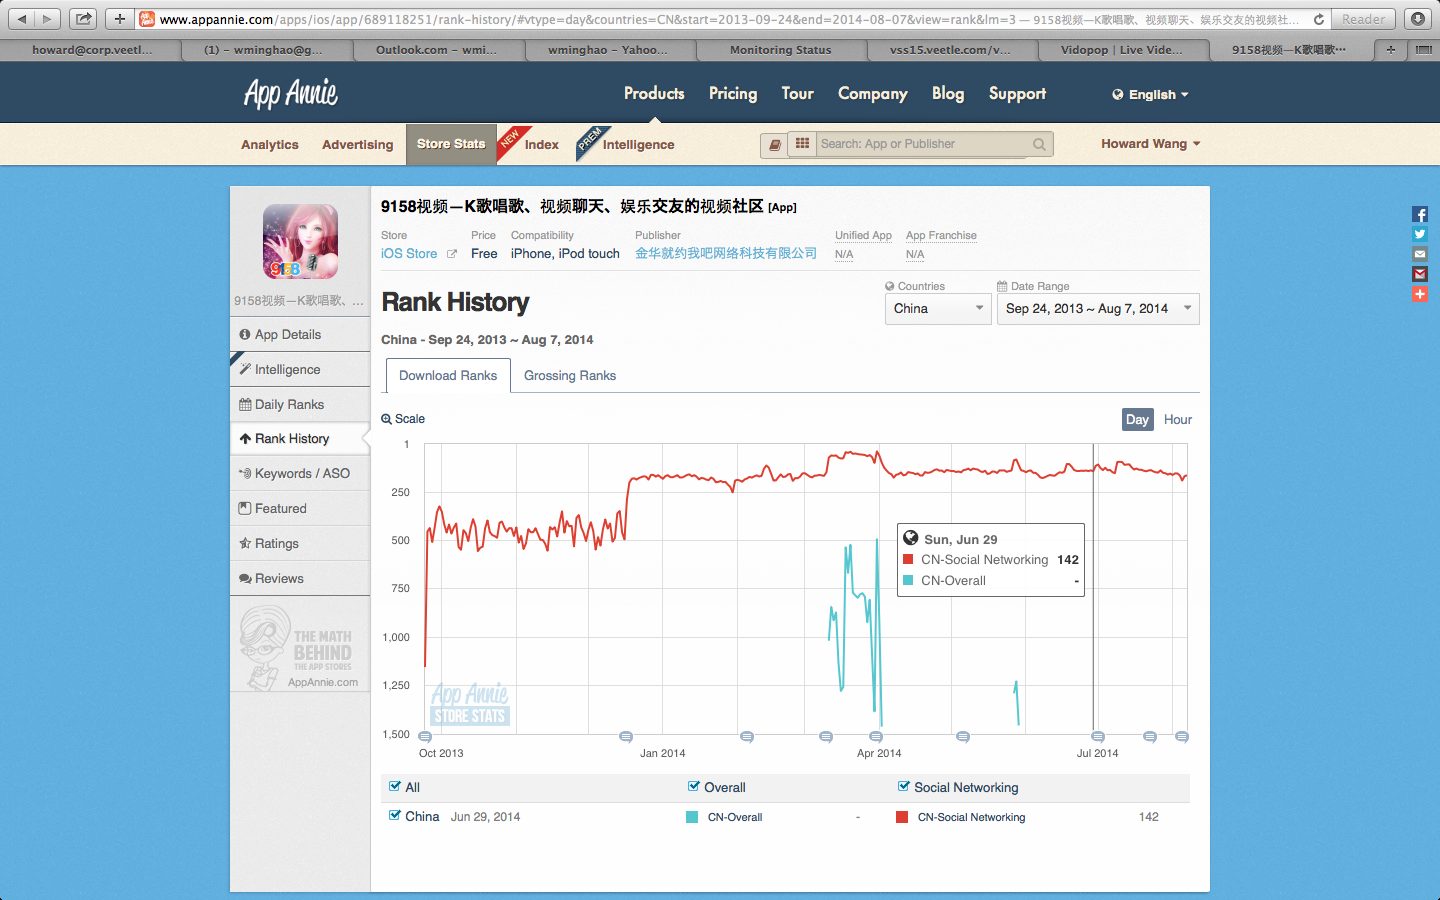 www.appannie.com/apps/ios/app/689118251/rank-history/#vtype=day&countries=CN&start=2013-09-24&end=2014-08-07&view=rank&lm=3 — 9158视频—K歌唱歌、视频聊天、娱乐交友的视频社...
Reader
howard@corp.veetl... (1) - wminghao@g... Outlook.com - wmi... wminghao - Yahoo... Monitoring Status vss15.veetle.com/v... Vidopop | Live Vide... 9158视频—K歌唱歌...
App Annie Products Pricing Tour Company Blog Support English
Analytics Advertising Store Stats NEW Index PREM Intelligence Search: App or Publisher Howard Wang
9158
9158视频—K歌唱歌、...
App Details
Intelligence
Daily Ranks
Rank History
Keywords / ASO
Featured
Ratings
Reviews
THE MATH
BEHIND
THE APP STORES
AppAnnie.com
9158视频—K歌唱歌、视频聊天、娱乐交友的视频社区 [App]
Store Price Compatibility Publisher Unified App App Franchise
iOS Store Free iPhone, iPod touch 金华就约我吧网络科技有限公司 N/A N/A
Rank History
Countries Date Range
China Sep 24, 2013 ~ Aug 7, 2014
China - Sep 24, 2013 ~ Aug 7, 2014
Download Ranks Grossing Ranks
Scale Day Hour
1
250
500
750
1,000
1,250
1,500
Sun, Jun 29
CN-Social Networking 142
CN-Overall -
App Annie
STORE STATS
Oct 2013 Jan 2014 Apr 2014 Jul 2014
All Overall Social Networking
China Jun 29, 2014 CN-Overall - CN-Social Networking 142